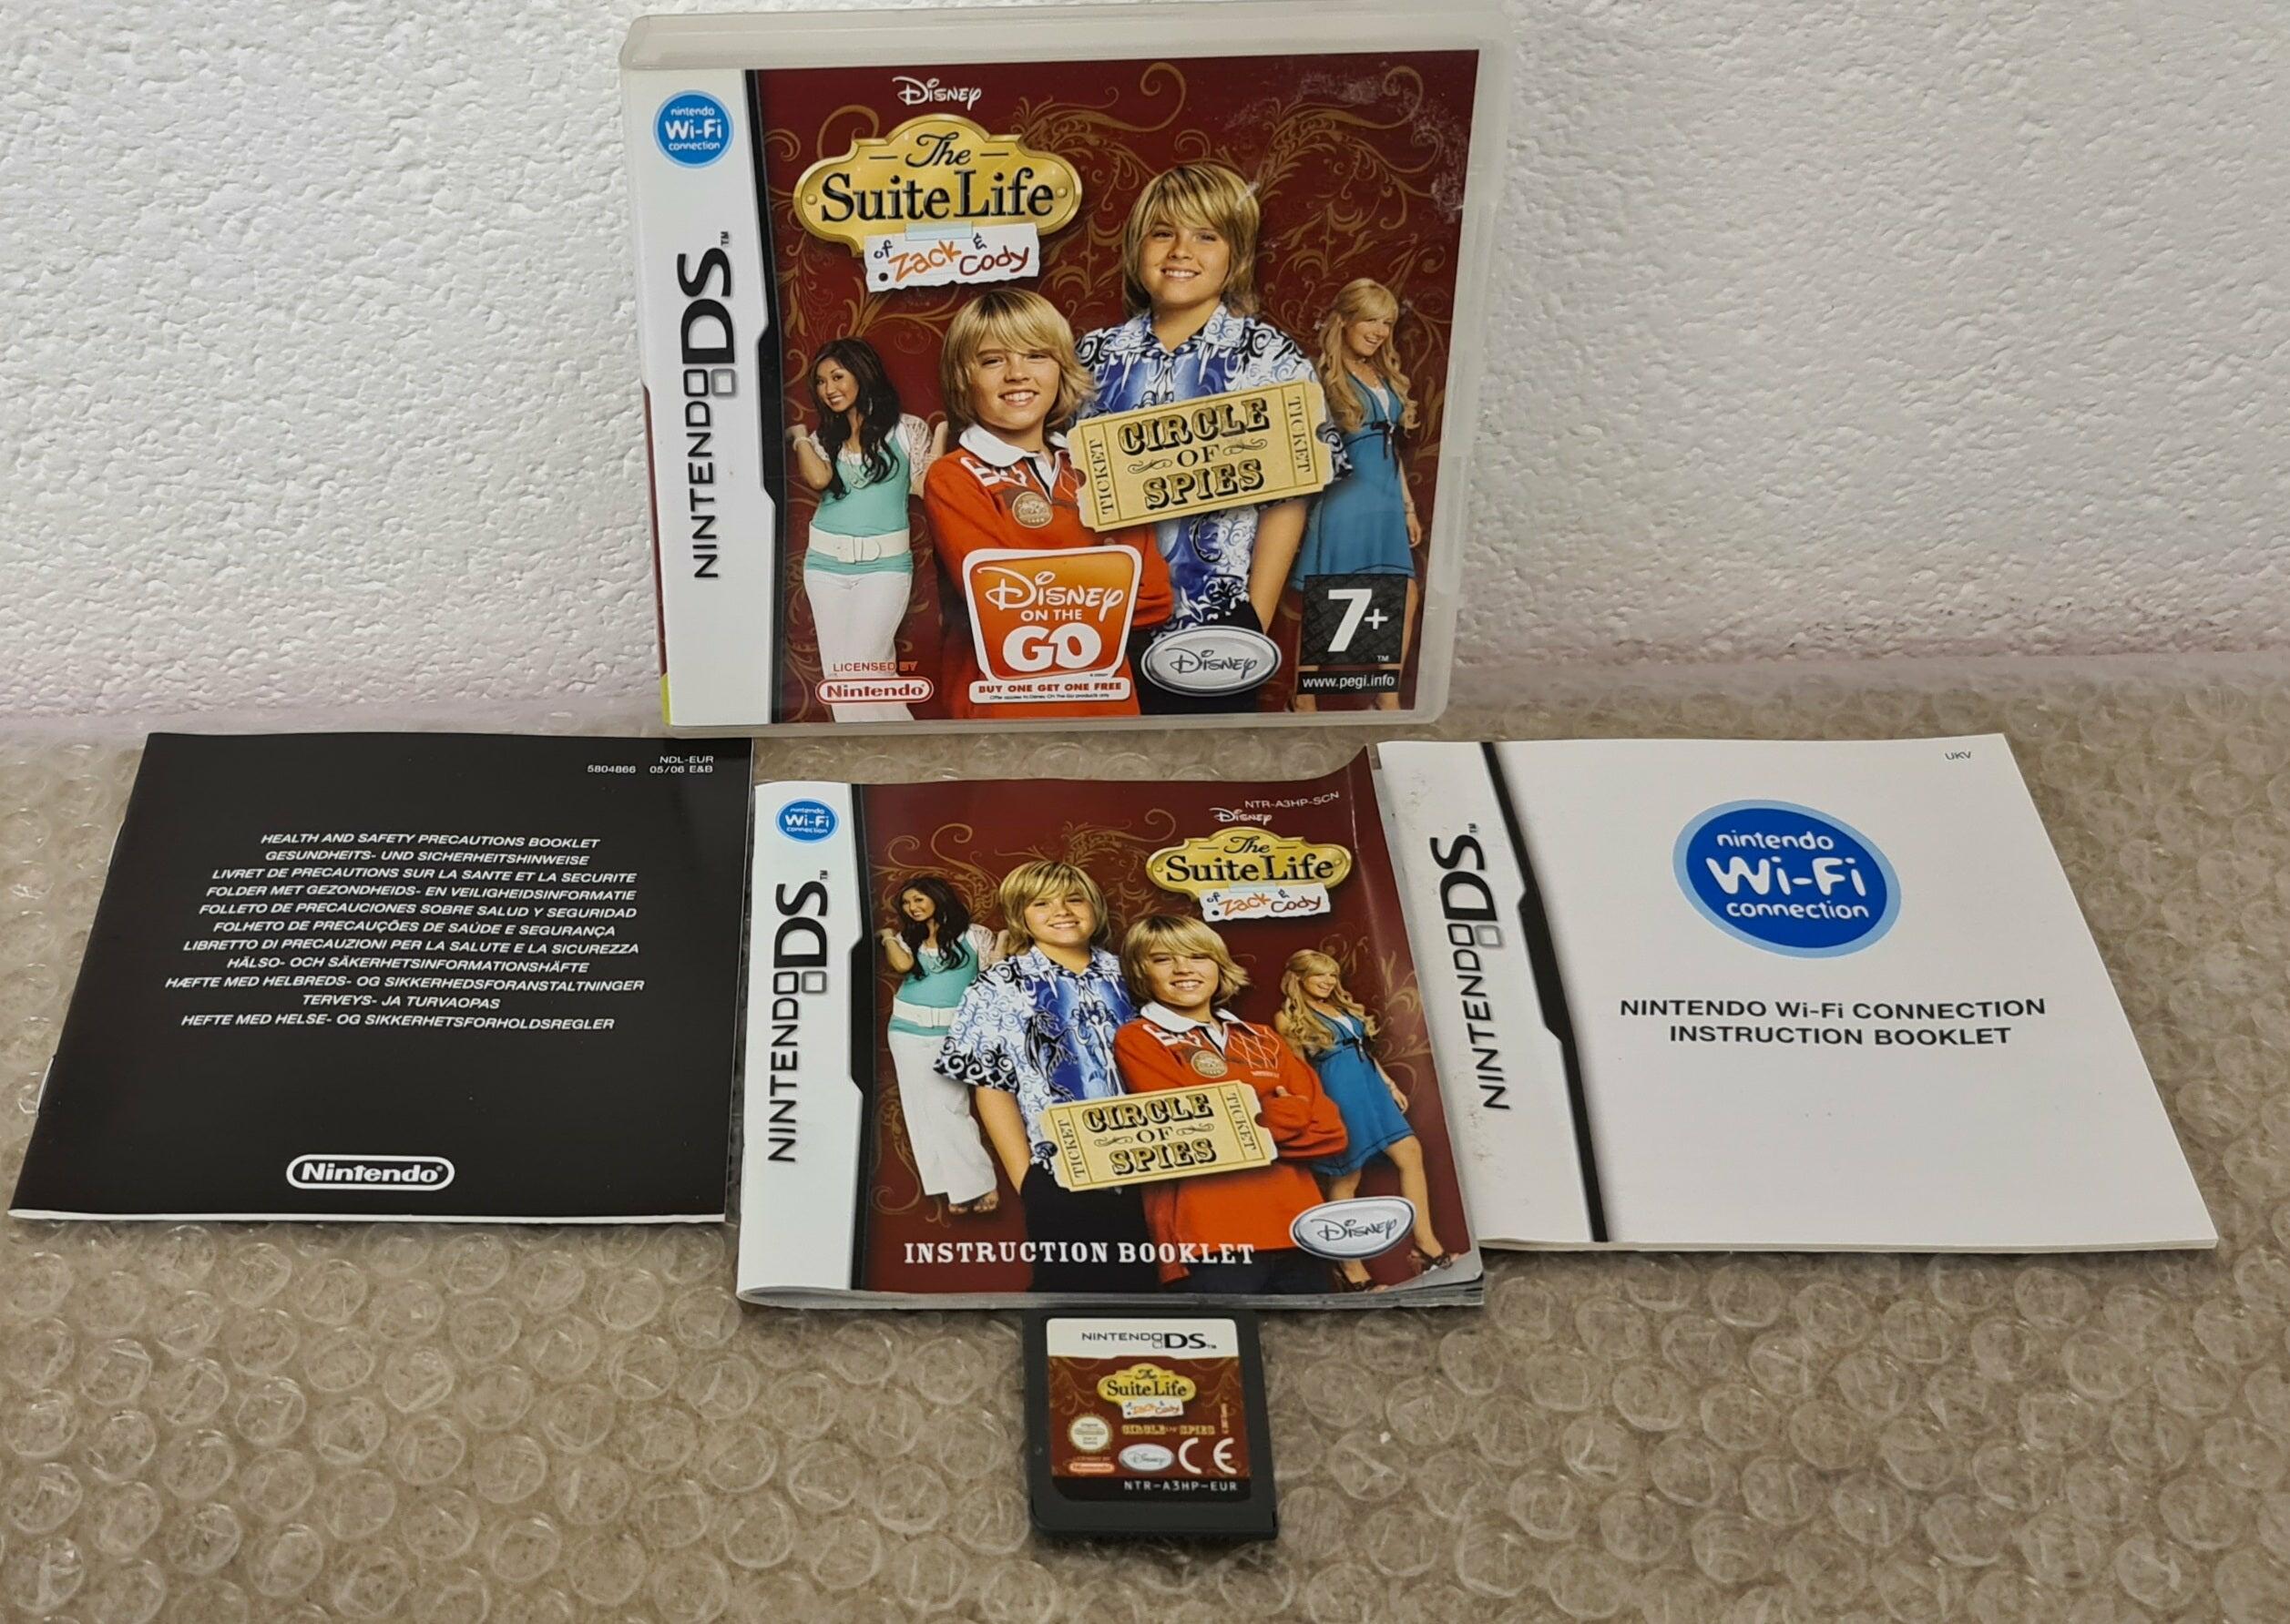 nintendo
Wi-Fi
connection
NINTENDO DS™
Disney
The
Suite Life
of Zack & Cody
TICKET
CIRCLE
OF
SPIES
TICKET
Disney
ON THE
GO
BUY ONE GET ONE FREE
LICENSED BY
Nintendo®
Disney
7+
™
www.pegi.info
NDL-EUR
5804866 05/06 E&B
HEALTH AND SAFETY PRECAUTIONS BOOKLET
GESUNDHEITS- UND SICHERHEITSHINWEISE
LIVRET DE PRECAUTIONS SUR LA SANTE ET LA SECURITE
FOLDER MET GEZONDHEIDS- EN VEILIGHEIDSINFORMATIE
FOLLETO DE PRECAUCIONES SOBRE SALUD Y SEGURIDAD
FOLHETO DE PRECAUÇÕES DE SAÚDE E SEGURANÇA
LIBRETTO DI PRECAUZIONI PER LA SALUTE E LA SICUREZZA
HÄLSO- OCH SÄKERHETSINFORMATIONSHÄFTE
HÆFTE MED HELBREDS- OG SIKKERHEDSFORANSTALTNINGER
TERVEYS- JA TURVAOPAS
HEFTE MED HELSE- OG SIKKERHETSFORHOLDSREGLER
Nintendo®
nintendo
Wi-Fi
connection
NINTENDO DS™
NTR-A3HP-SCN
Disney
The
Suite Life
of Zack & Cody
TICKET
CIRCLE
OF
SPIES
TICKET
Disney
INSTRUCTION BOOKLET
NINTENDO DS™
UKV
nintendo
Wi-Fi
connection
NINTENDO Wi-Fi CONNECTION
INSTRUCTION BOOKLET
NINTENDO DS™
The
Suite Life
of Zack & Cody
CIRCLE OF SPIES
Disney
CE
NTR-A3HP-EUR